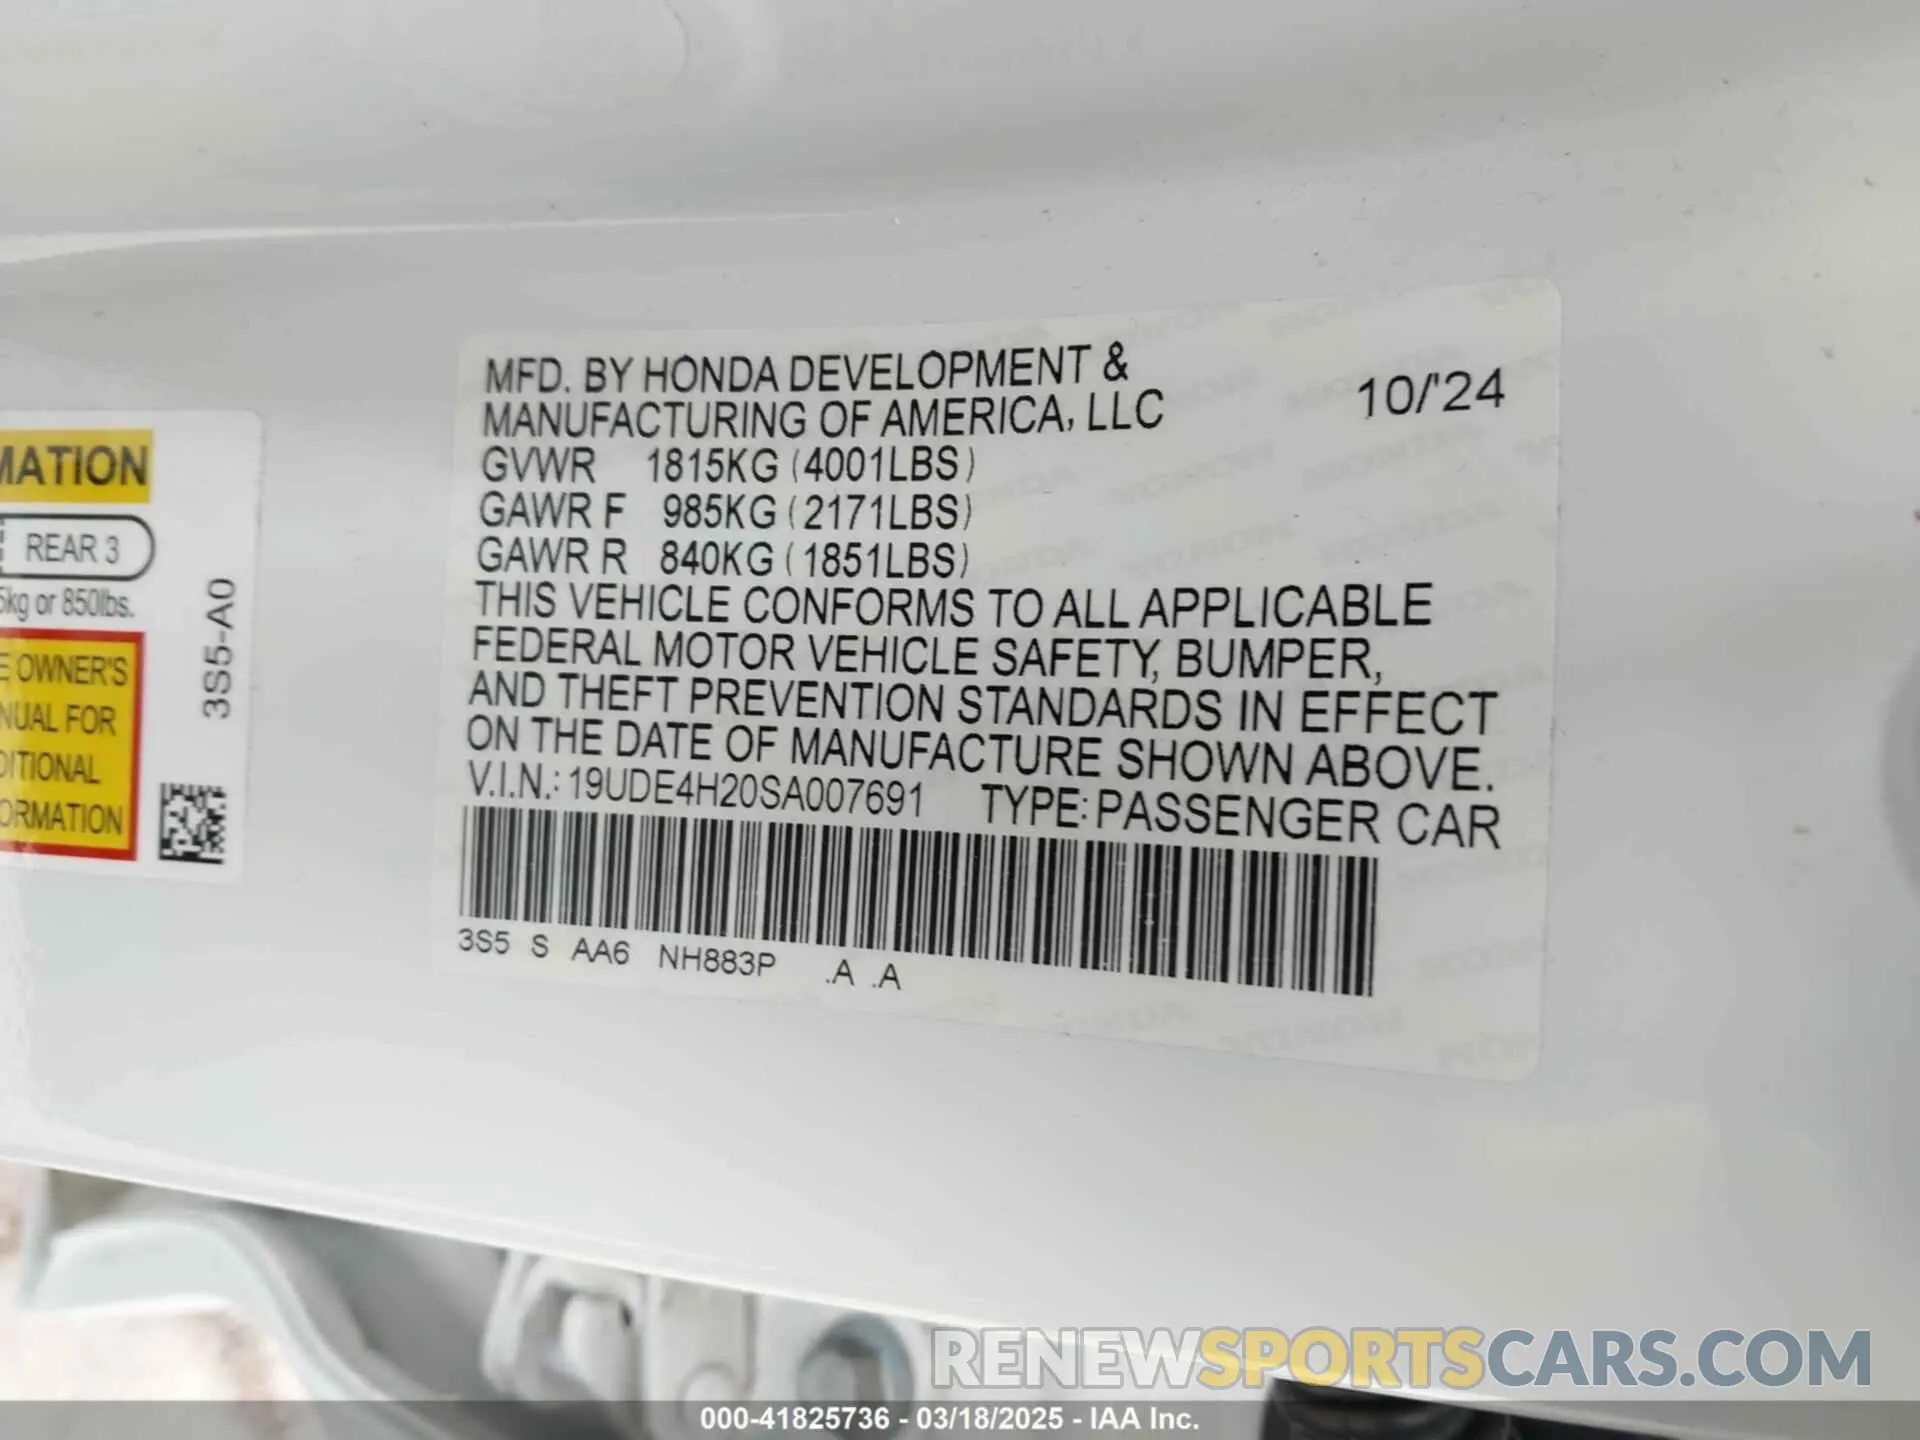 MATION
REAR 3
5kg or 850lbs.
E OWNER'S
NUAL FOR
DITIONAL
ORMATION
3S5-A0
MFD. BY HONDA DEVELOPMENT &
MANUFACTURING OF AMERICA, LLC
10/'24
GVWR 1815KG (4001LBS)
GAWR F 985KG (2171LBS)
GAWR R 840KG (1851LBS)
THIS VEHICLE CONFORMS TO ALL APPLICABLE
FEDERAL MOTOR VEHICLE SAFETY, BUMPER,
AND THEFT PREVENTION STANDARDS IN EFFECT
ON THE DATE OF MANUFACTURE SHOWN ABOVE.
V.I.N.: 19UDE4H20SA007691 TYPE: PASSENGER CAR
3S5 S AA6 NH883P .A .A
RENEWSPORTSCARS.COM
000-41825736 - 03/18/2025 - IAA Inc.